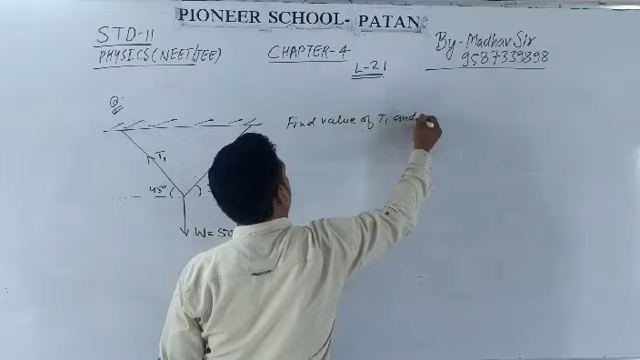 PIONEER SCHOOL- PATAN
STD-11
PHYSICS(NEET/JEE)
CHAPTER-4
L-21
By-Madhav Sir
9587339898
Q:
Find value of T₁ and
T₁
45°
W=